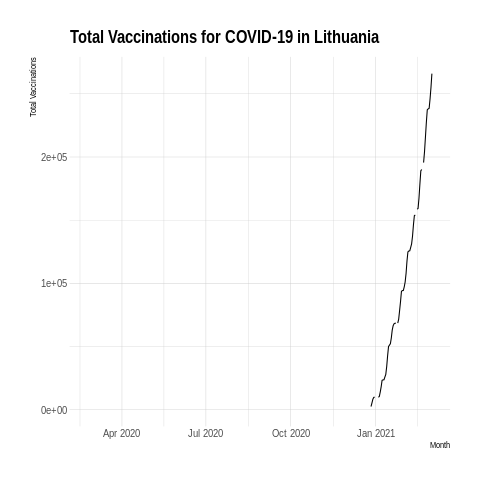 Total Vaccinations for COVID-19 in Lithuania
Total Vaccinations
2e+05
1e+05
0e+00
Apr 2020 Jul 2020 Oct 2020 Jan 2021
Month